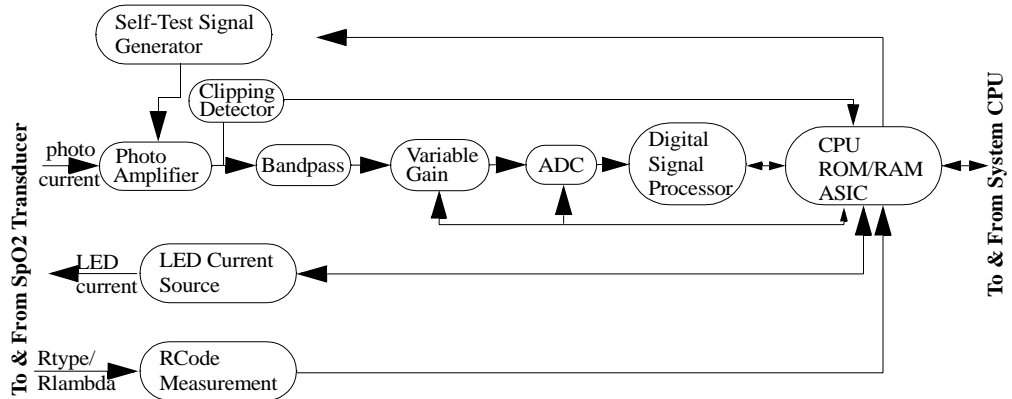 Self-Test Signal
Generator
Clipping
Detector
To & From SpO2 Transducer
photo
current
Photo
Amplifier
Bandpass
Variable
Gain
ADC
Digital
Signal
Processor
CPU
ROM/RAM
ASIC
To & From System CPU
LED
current
LED Current
Source
Rtype/
Rlambda
RCode
Measurement